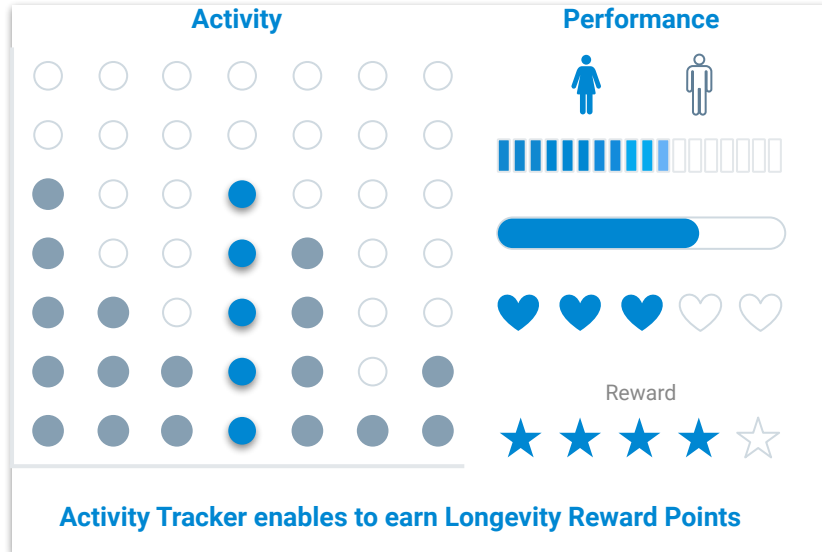 Activity
Performance
Reward
Activity Tracker enables to earn Longevity Reward Points